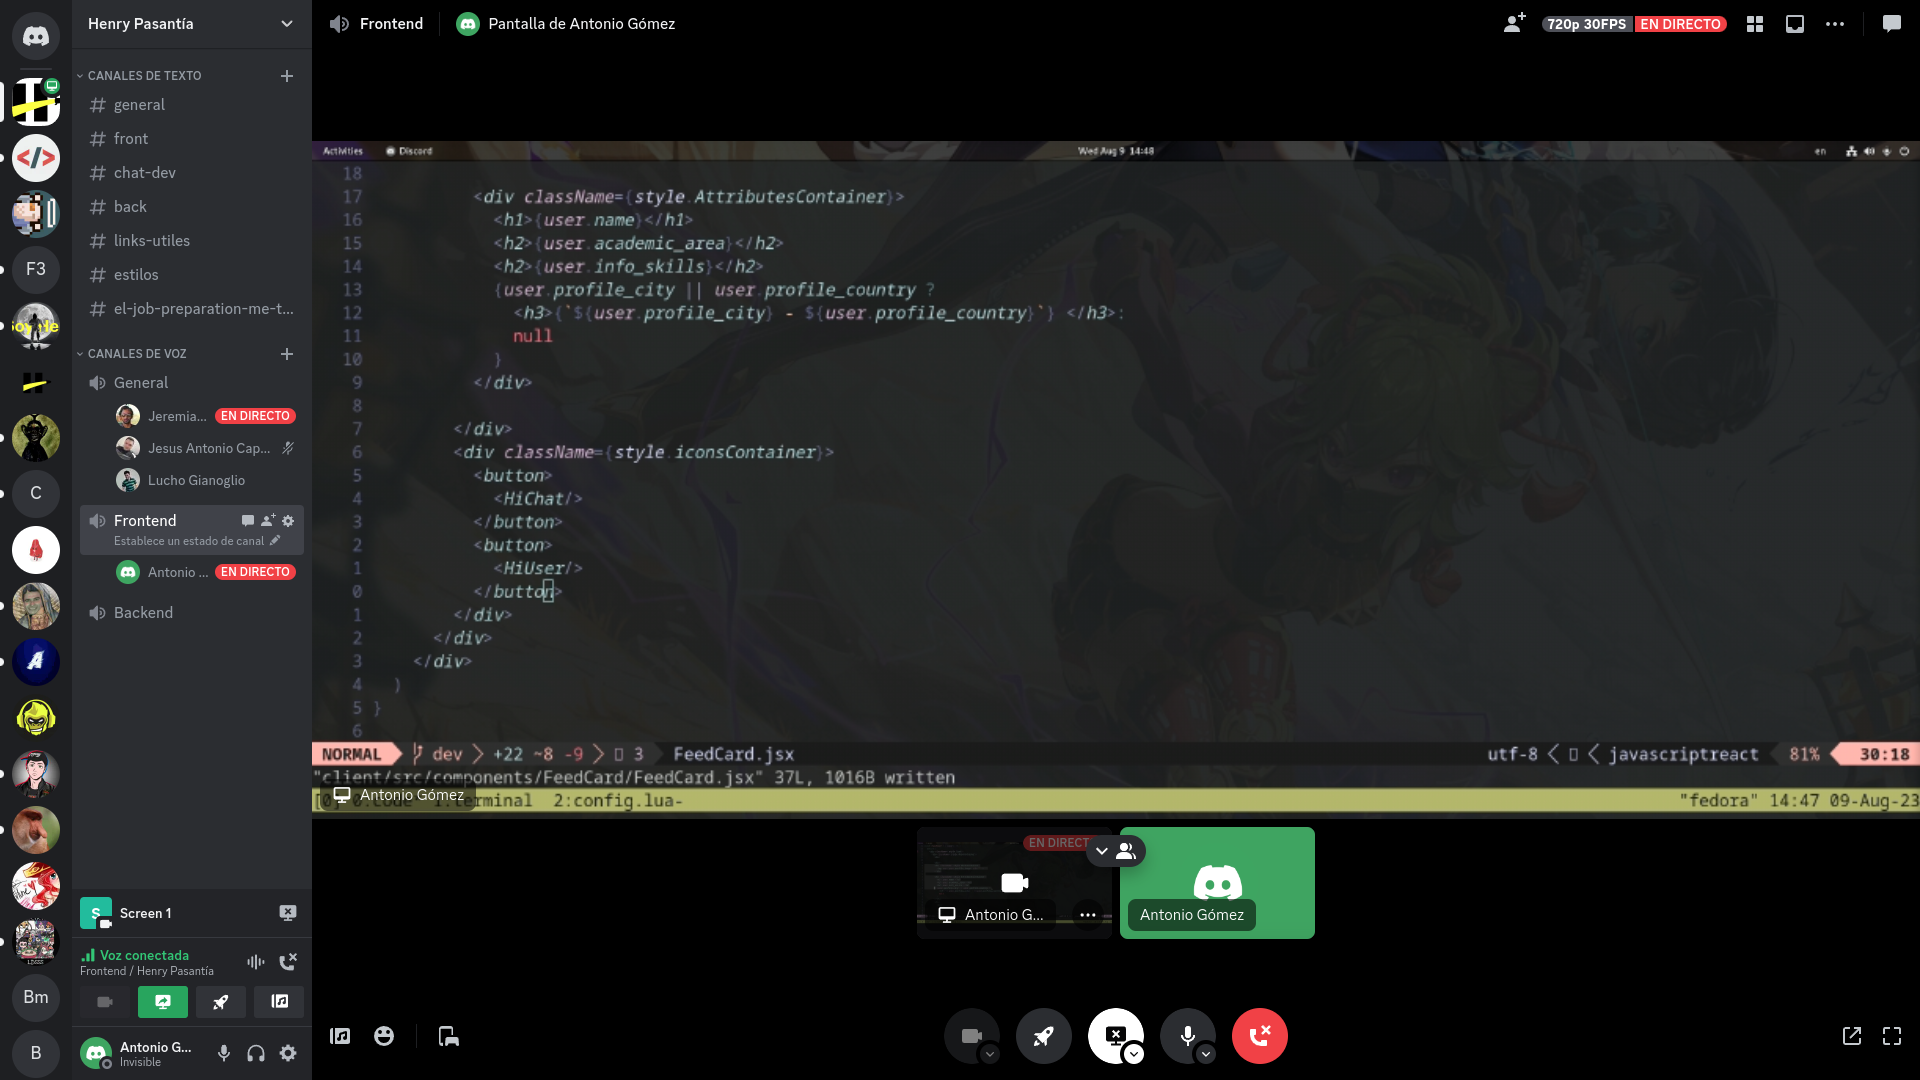 Henry Pasantía
CANALES DE TEXTO
general
front
chat-dev
back
links-utiles
estilos
el-job-preparation-me-t...
CANALES DE VOZ
General
Jeremia... EN DIRECTO
Jesus Antonio Cap...
Lucho Gianoglio
Frontend
Establece un estado de canal
Antonio ... EN DIRECTO
Backend
F3
C
Bm
B
S Screen 1
Voz conectada
Frontend / Henry Pasantía
Antonio G...
Invisible
Frontend Pantalla de Antonio Gómez 720p 30FPS EN DIRECTO
Activities Discord Wed Aug 9 14:48 en
18
17 <div className={style.AttributesContainer}>
16 <h1>{user.name}</h1>
15 <h2>{user.academic_area}</h2>
14 <h2>{user.info_skills}</h2>
13 {user.profile_city || user.profile_country ?
12 <h3>{`${user.profile_city} - ${user.profile_country}`} </h3>:
11 null
10 }
9 </div>
8
7 </div>
6 <div className={style.iconsContainer}>
5 <button>
4 <HiChat/>
3 </button>
2 <button>
1 <HiUser/>
0 </button>
1 </div>
2 </div>
3 </div>
4 )
5 }
6
NORMAL dev +22 ~8 -9 3 FeedCard.jsx utf-8 javascriptreact 81% 30:18
"client/src/components/FeedCard/FeedCard.jsx" 37L, 1016B written
2:config.lua- "fedora" 14:47 09-Aug-23
Antonio Gómez
EN DIRECT
Antonio G...
Antonio Gómez